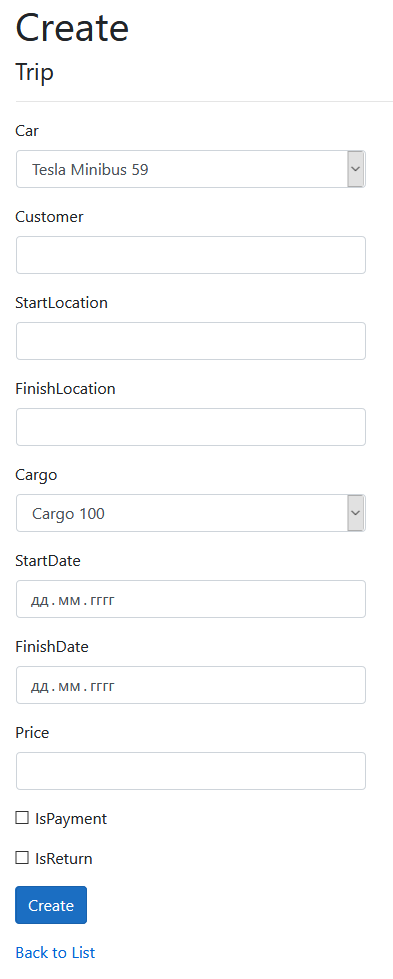 Create
Trip
Car
Tesla Minibus 59
Customer
StartLocation
FinishLocation
Cargo
Cargo 100
StartDate
дд.мм.гггг
FinishDate
дд.мм.гггг
Price
IsPayment
IsReturn
Create
Back to List